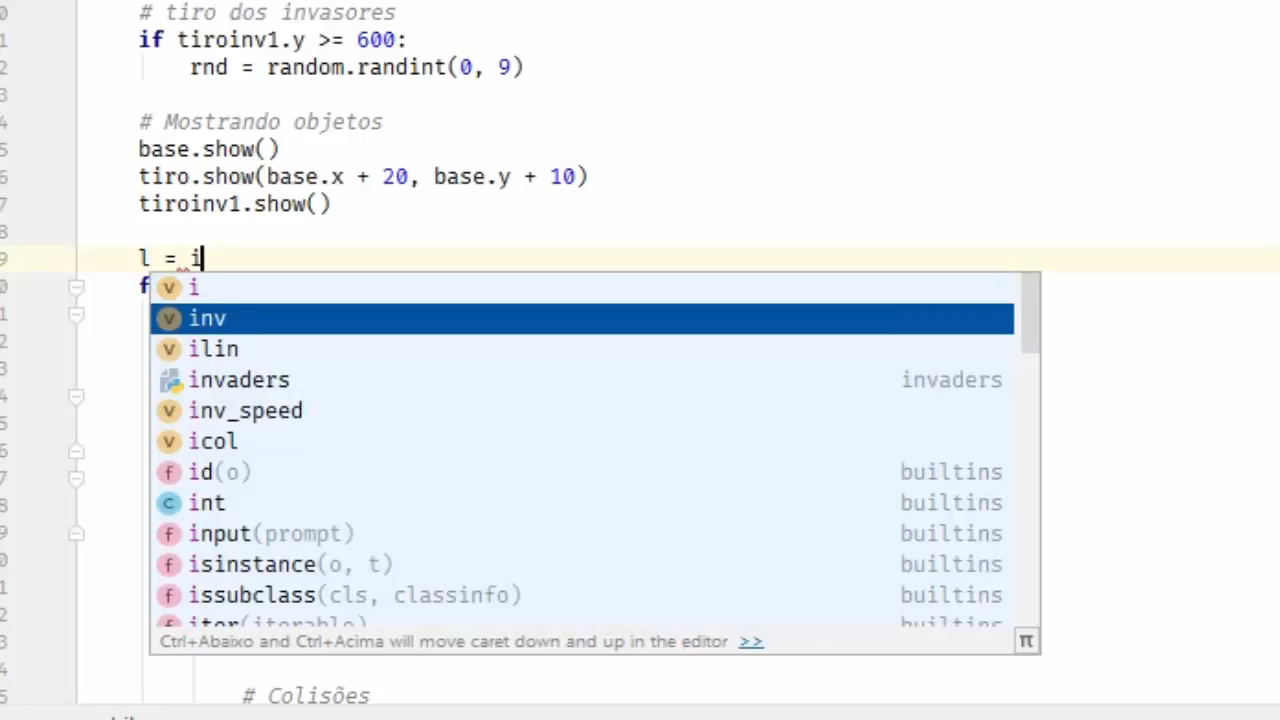 # tiro dos invasores
if tiroinv1.y >= 600:
rnd = random.randint(0, 9)
# Mostrando objetos
base.show()
tiro.show(base.x + 20, base.y + 10)
tiroinv1.show()
l = i
f
i
inv
ilin
invaders invaders
inv_speed
icol
id(o) builtins
int builtins
input(prompt) builtins
isinstance(o, t) builtins
issubclass(cls, classinfo) builtins
iter(iterable) builtins
Ctrl+Abaixo and Ctrl+Acima will move caret down and up in the editor >>
π
# Colisões